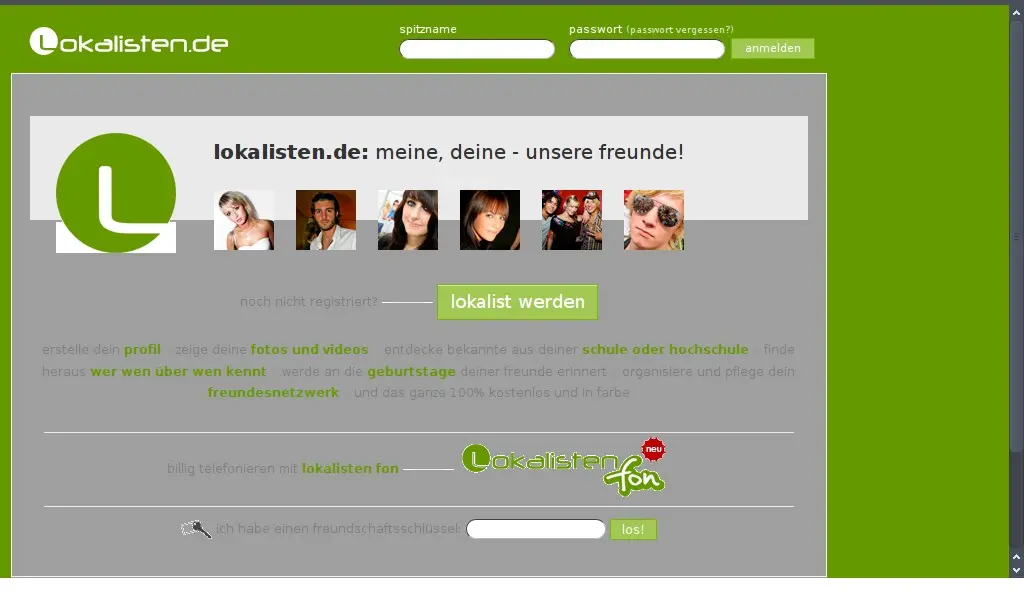 Lokalisten.de
spitzname
passwort (passwort vergessen?)
anmelden
lokalisten.de: meine, deine - unsere freunde!
noch nicht registriert?
lokalist werden
erstelle dein profil zeige deine fotos und videos entdecke bekannte aus deiner schule oder hochschule finde
heraus wer wen über wen kennt werde an die geburtstage deiner freunde erinnert organisiere und pflege dein
freundesnetzwerk und das ganze 100% kostenlos und in farbe
billig telefonieren mit lokalisten fon
Lokalisten fon
neu
ich habe einen freundschaftsschlüssel:
los!